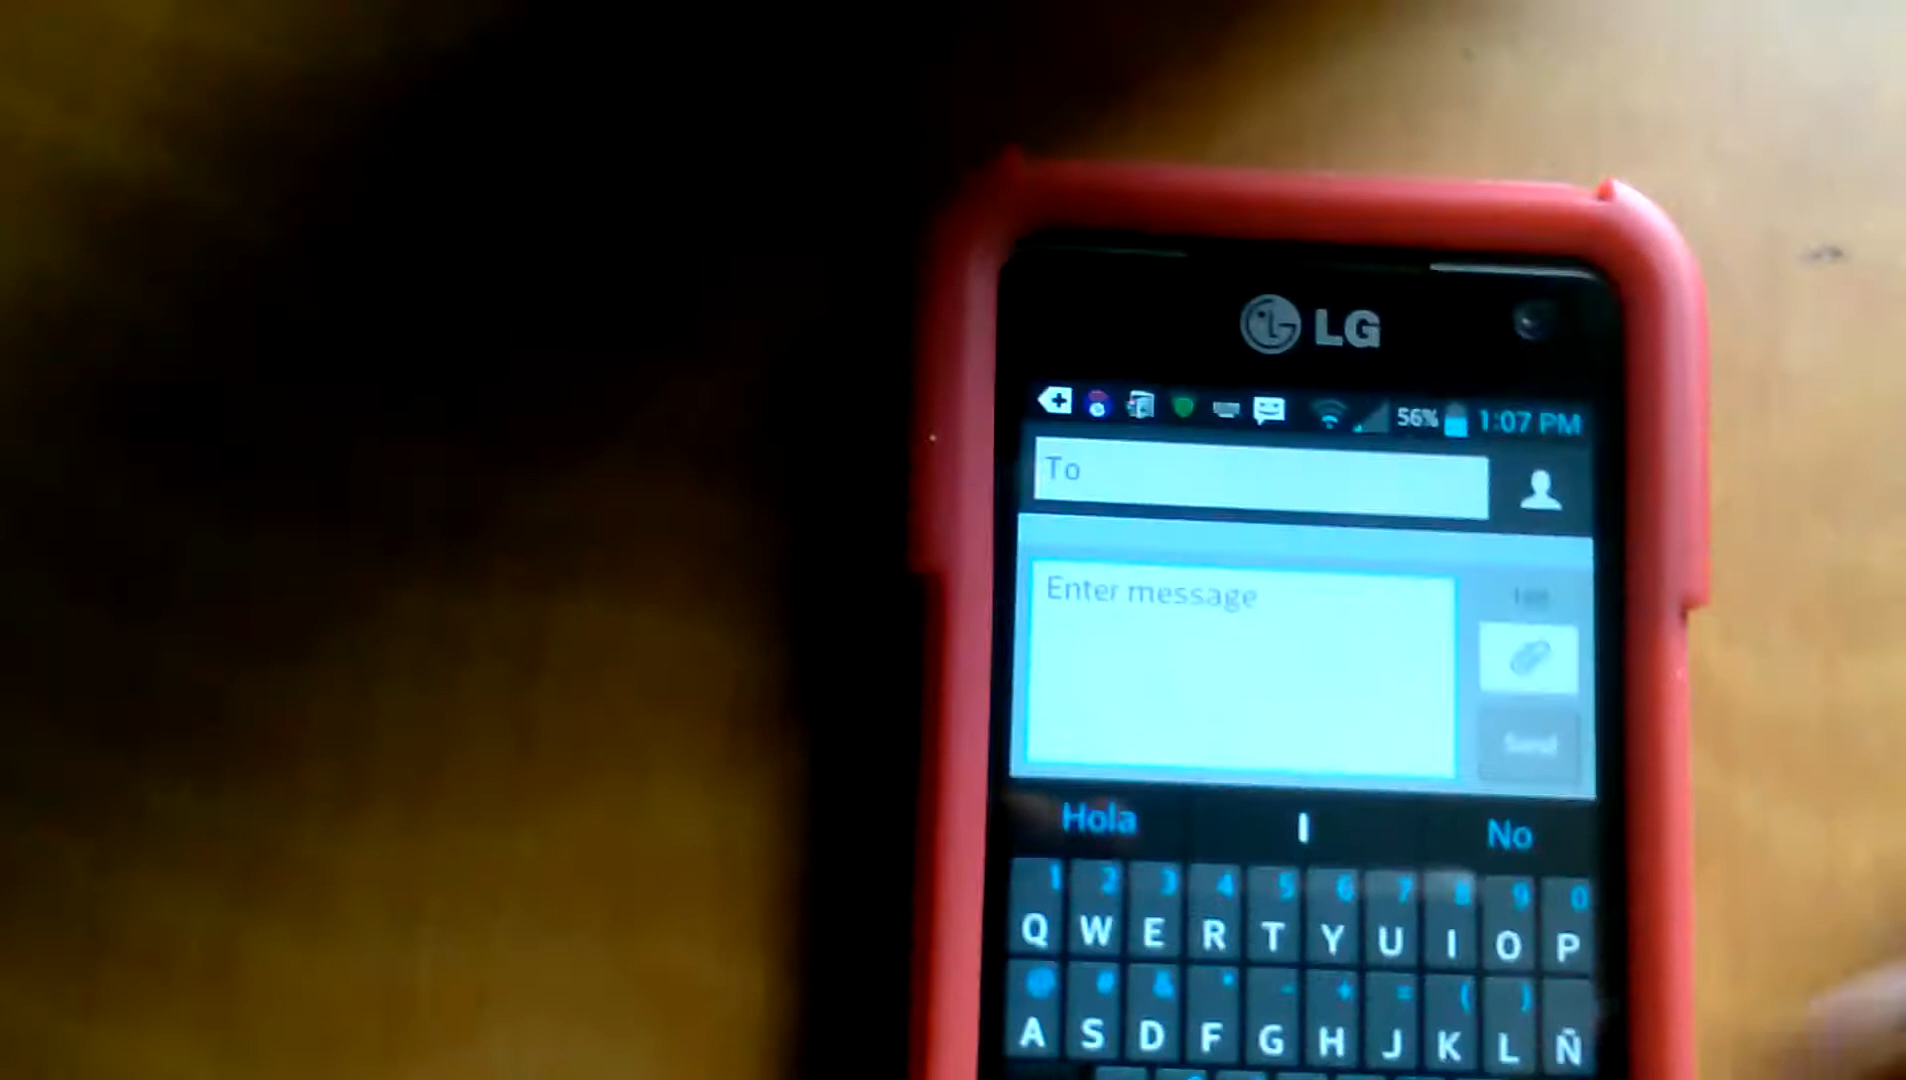 LG
56% 1:07 PM
To
Enter message
Send
Hola I No
1 2 3 4 5 6 7 8 9 0
Q W E R T Y U I O P
@ # & * - + = ( )
A S D F G H J K L Ñ